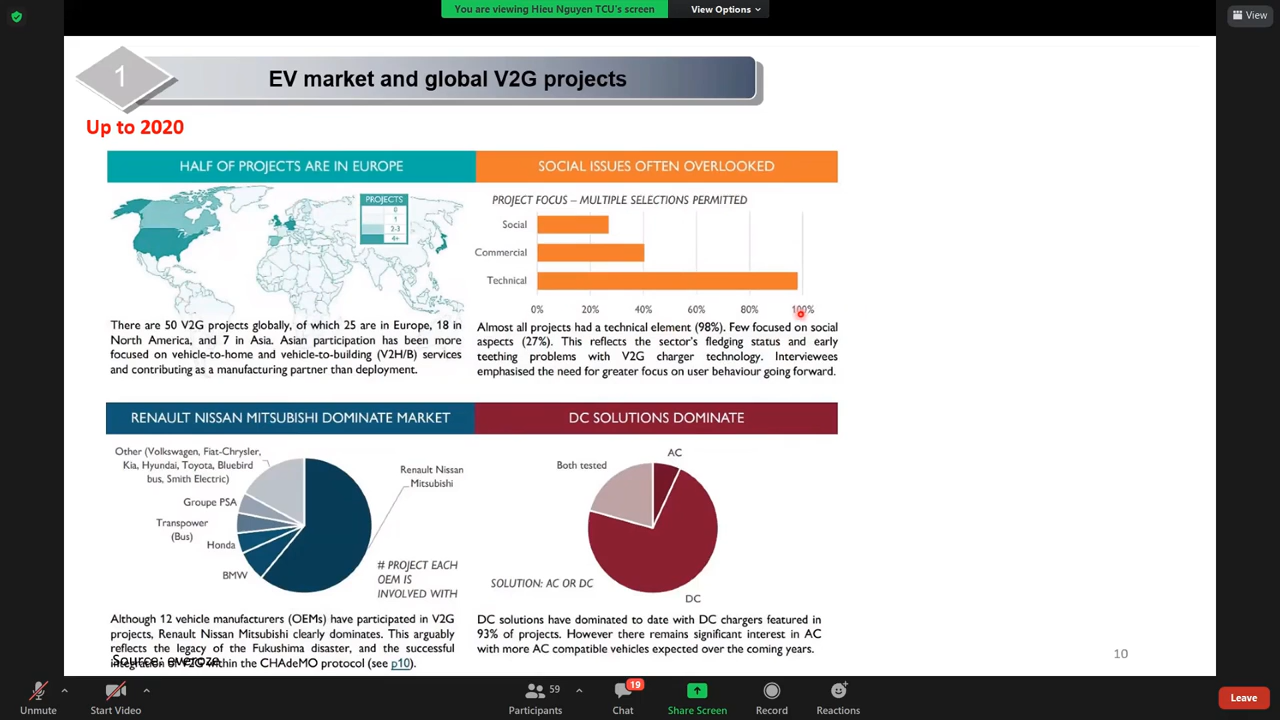 You are viewing Hieu Nguyen TCU's screen
View Options
View
1
EV market and global V2G projects
Up to 2020
HALF OF PROJECTS ARE IN EUROPE
PROJECTS
0
1
2-3
4+
There are 50 V2G projects globally, of which 25 are in Europe, 18 in
North America, and 7 in Asia. Asian participation has been more
focused on vehicle-to-home and vehicle-to-building (V2H/B) services
and contributing as a manufacturing partner than deployment.
SOCIAL ISSUES OFTEN OVERLOOKED
PROJECT FOCUS – MULTIPLE SELECTIONS PERMITTED
Social
Commercial
Technical
0% 20% 40% 60% 80% 100%
Almost all projects had a technical element (98%). Few focused on social
aspects (27%). This reflects the sector's fledging status and early
teething problems with V2G charger technology. Interviewees
emphasised the need for greater focus on user behaviour going forward.
RENAULT NISSAN MITSUBISHI DOMINATE MARKET
Other (Volkswagen, Fiat-Chrysler,
Kia, Hyundai, Toyota, Bluebird
bus, Smith Electric)
Renault Nissan
Mitsubishi
Groupe PSA
Transpower
(Bus)
Honda
BMW
# PROJECT EACH
OEM IS
INVOLVED WITH
Although 12 vehicle manufacturers (OEMs) have participated in V2G
projects, Renault Nissan Mitsubishi clearly dominates. This arguably
reflects the legacy of the Fukushima disaster, and the successful
integration of V2G within the CHAdeMO protocol (see p10).
Source: everoze
DC SOLUTIONS DOMINATE
AC
Both tested
SOLUTION: AC OR DC
DC
DC solutions have dominated to date with DC chargers featured in
93% of projects. However there remains significant interest in AC
with more AC compatible vehicles expected over the coming years.
10
Unmute
Start Video
59
Participants
19
Chat
Share Screen
Record
Reactions
Leave